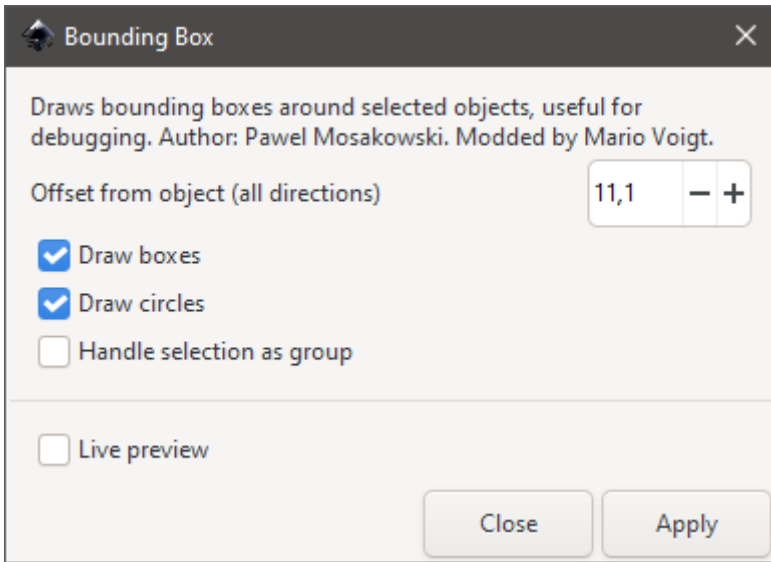 Bounding Box
Draws bounding boxes around selected objects, useful for
debugging. Author: Pawel Mosakowski. Modded by Mario Voigt.
Offset from object (all directions) 11,1
Draw boxes
Draw circles
Handle selection as group
Live preview
Close Apply